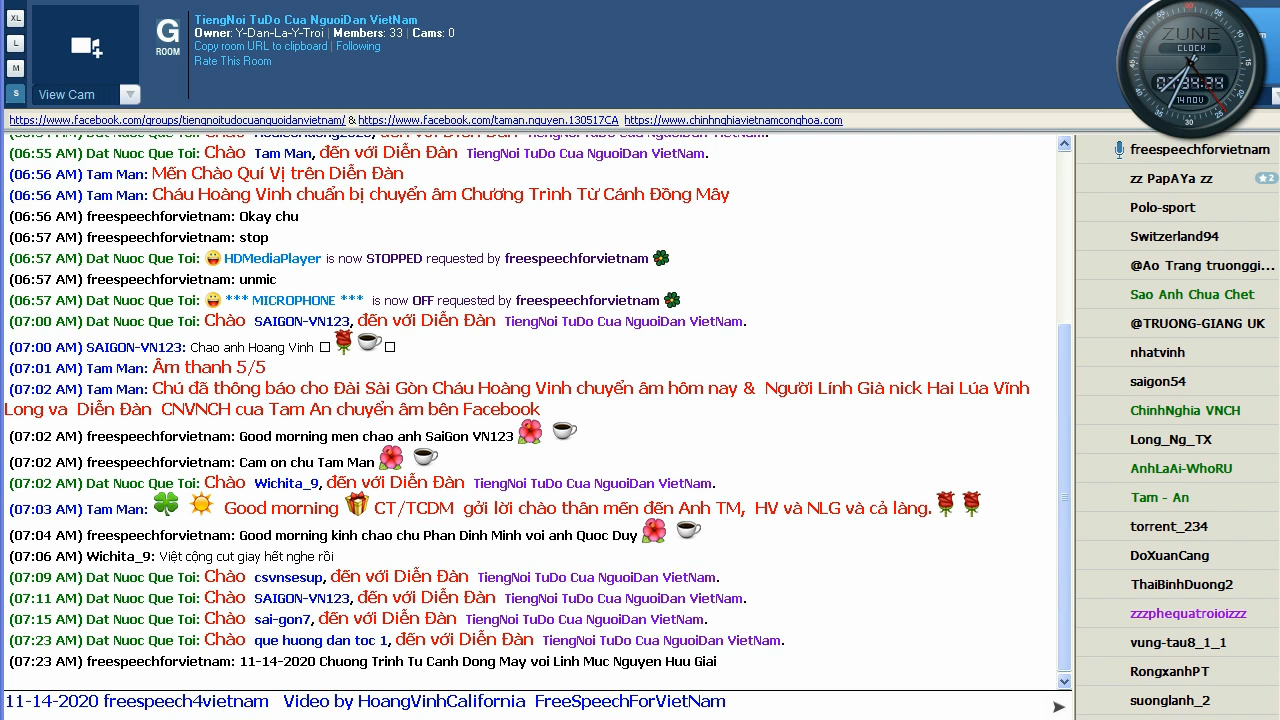 XL
L
M
S
View Cam
G
ROOM
TiengNoi TuDo Cua NguoiDan VietNam
Owner: Y-Dan-La-Y-Troi | Members: 33 | Cams: 0
Copy room URL to clipboard | Following
Rate This Room
ZUNE
CLOCK
14 NOV
https://www.facebook.com/groups/tiengnoitudocuanguoidanvietnam/ & https://www.facebook.com/taman.nguyen.130517CA https://www.chinhnghiavietnamconghoa.com
(06:55 AM) Dat Nuoc Que Toi: Chào Tam Man, đến với Diễn Đàn TiengNoi TuDo Cua NguoiDan VietNam.
(06:56 AM) Tam Man: Mến Chào Quí Vị trên Diễn Đàn
(06:56 AM) Tam Man: Cháu Hoàng Vinh chuẩn bị chuyển âm Chương Trình Từ Cánh Đồng Mây
(06:56 AM) freespeechforvietnam: Okay chu
(06:57 AM) freespeechforvietnam: stop
(06:57 AM) Dat Nuoc Que Toi: HDMediaPlayer is now STOPPED requested by freespeechforvietnam
(06:57 AM) freespeechforvietnam: unmic
(06:57 AM) Dat Nuoc Que Toi: *** MICROPHONE *** is now OFF requested by freespeechforvietnam
(07:00 AM) Dat Nuoc Que Toi: Chào SAIGON-VN123, đến với Diễn Đàn TiengNoi TuDo Cua NguoiDan VietNam.
(07:00 AM) SAIGON-VN123: Chao anh Hoang Vinh
(07:01 AM) Tam Man: Âm thanh 5/5
(07:02 AM) Tam Man: Chú đã thông báo cho Đài Sài Gòn Cháu Hoàng Vinh chuyển âm hôm nay & Người Lính Già nick Hai Lúa Vĩnh
Long va Diễn Đàn CNVNCH cua Tam An chuyển âm bên Facebook
(07:02 AM) freespeechforvietnam: Good morning men chao anh SaiGon VN123
(07:02 AM) freespeechforvietnam: Cam on chu Tam Man
(07:02 AM) Dat Nuoc Que Toi: Chào Wichita_9, đến với Diễn Đàn TiengNoi TuDo Cua NguoiDan VietNam.
(07:03 AM) Tam Man: Good morning CT/TCDM gởi lời chào thân mến đến Anh TM, HV và NLG và cả làng.
(07:04 AM) freespeechforvietnam: Good morning kinh chao chu Phan Dinh Minh voi anh Quoc Duy
(07:06 AM) Wichita_9: Việt cộng cut giay hết nghe rồi
(07:09 AM) Dat Nuoc Que Toi: Chào csvnsesup, đến với Diễn Đàn TiengNoi TuDo Cua NguoiDan VietNam.
(07:11 AM) Dat Nuoc Que Toi: Chào SAIGON-VN123, đến với Diễn Đàn TiengNoi TuDo Cua NguoiDan VietNam.
(07:15 AM) Dat Nuoc Que Toi: Chào sai-gon7, đến với Diễn Đàn TiengNoi TuDo Cua NguoiDan VietNam.
(07:23 AM) Dat Nuoc Que Toi: Chào que huong dan toc 1, đến với Diễn Đàn TiengNoi TuDo Cua NguoiDan VietNam.
(07:23 AM) freespeechforvietnam: 11-14-2020 Chuong Trinh Tu Canh Dong May voi Linh Muc Nguyen Huu Giai
11-14-2020 freespeech4vietnam Video by HoangVinhCalifornia FreeSpeechForVietNam
freespeechforvietnam
zz PapAYa zz ★2
Polo-sport
Switzerland94
@Ao Trang truonggi...
Sao Anh Chua Chet
@TRUONG-GIANG UK
nhatvinh
saigon54
ChinhNghia VNCH
Long_Ng_TX
AnhLaAi-WhoRU
Tam - An
torrent_234
DoXuanCang
ThaiBinhDuong2
zzzphequatroioizzz
vung-tau8_1_1
RongxanhPT
suonglanh_2